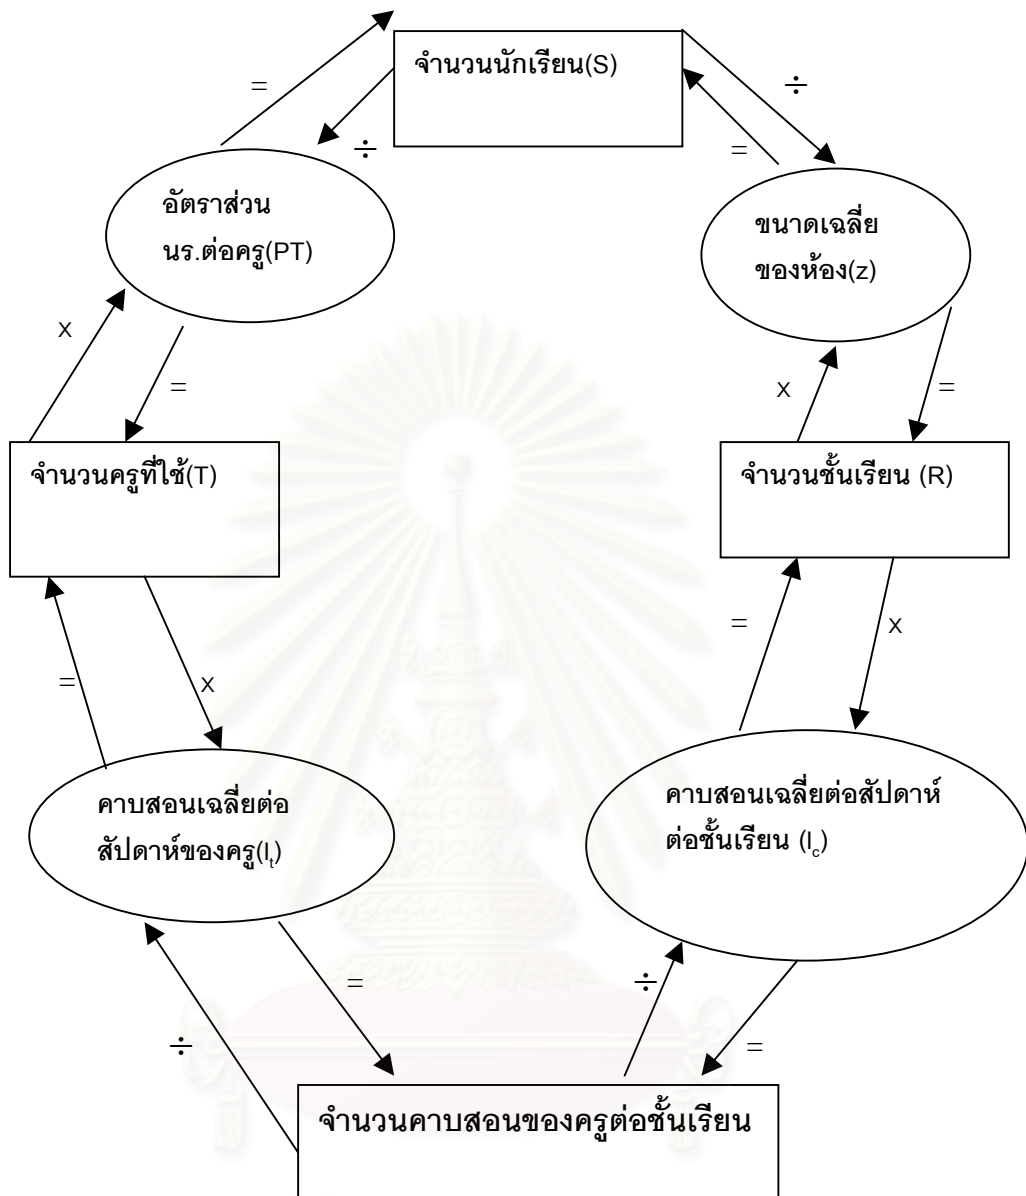 จำนวนนักเรียน(S)
=
÷
÷
=
อัตราส่วน
นร.ต่อครู(PT)
ขนาดเฉลี่ย
ของห้อง(z)
x
=
x
=
จำนวนครูที่ใช้(T)
จำนวนชั้นเรียน (R)
=
x
=
x
คาบสอนเฉลี่ยต่อ
สัปดาห์ของครู(lt)
คาบสอนเฉลี่ยต่อสัปดาห์
ต่อชั้นเรียน (lc)
÷
=
÷
=
จำนวนคาบสอนของครูต่อชั้นเรียน